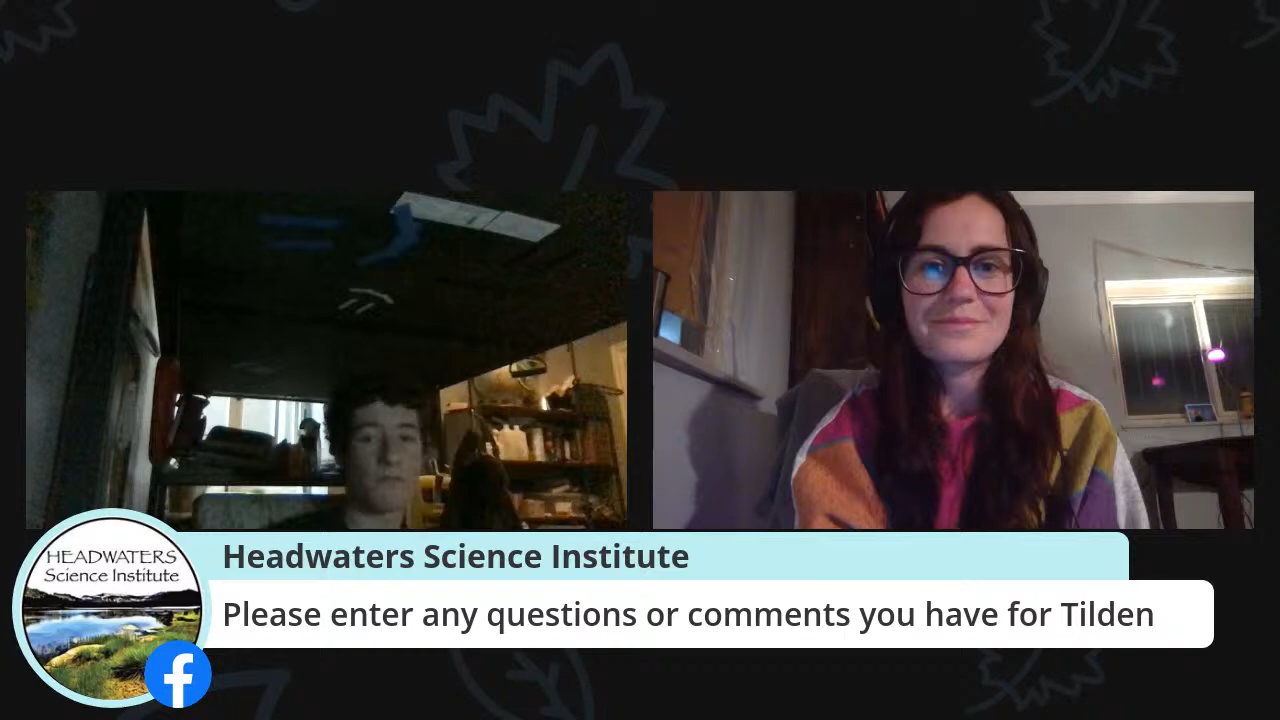 Headwaters Science Institute
Please enter any questions or comments you have for Tilden
HEADWATERS
Science Institute